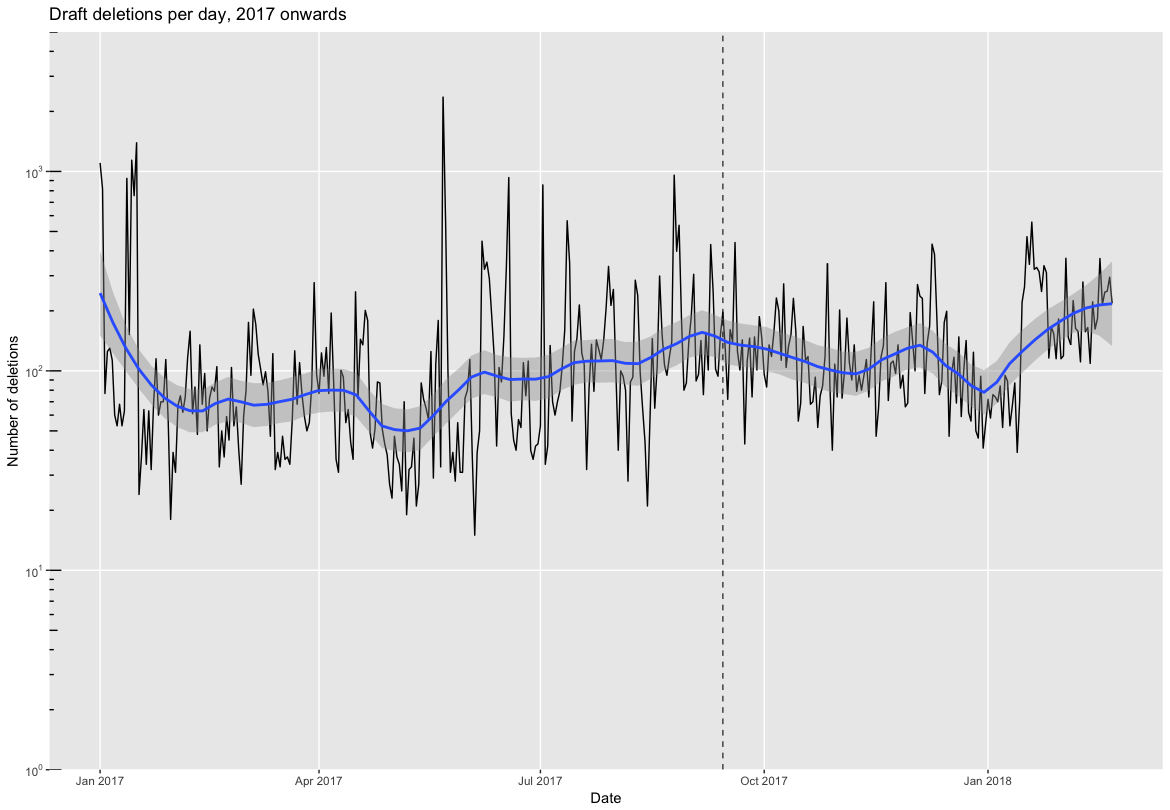 Draft deletions per day, 2017 onwards
Number of deletions
10³
10²
10¹
10⁰
Jan 2017
Apr 2017
Jul 2017
Oct 2017
Jan 2018
Date